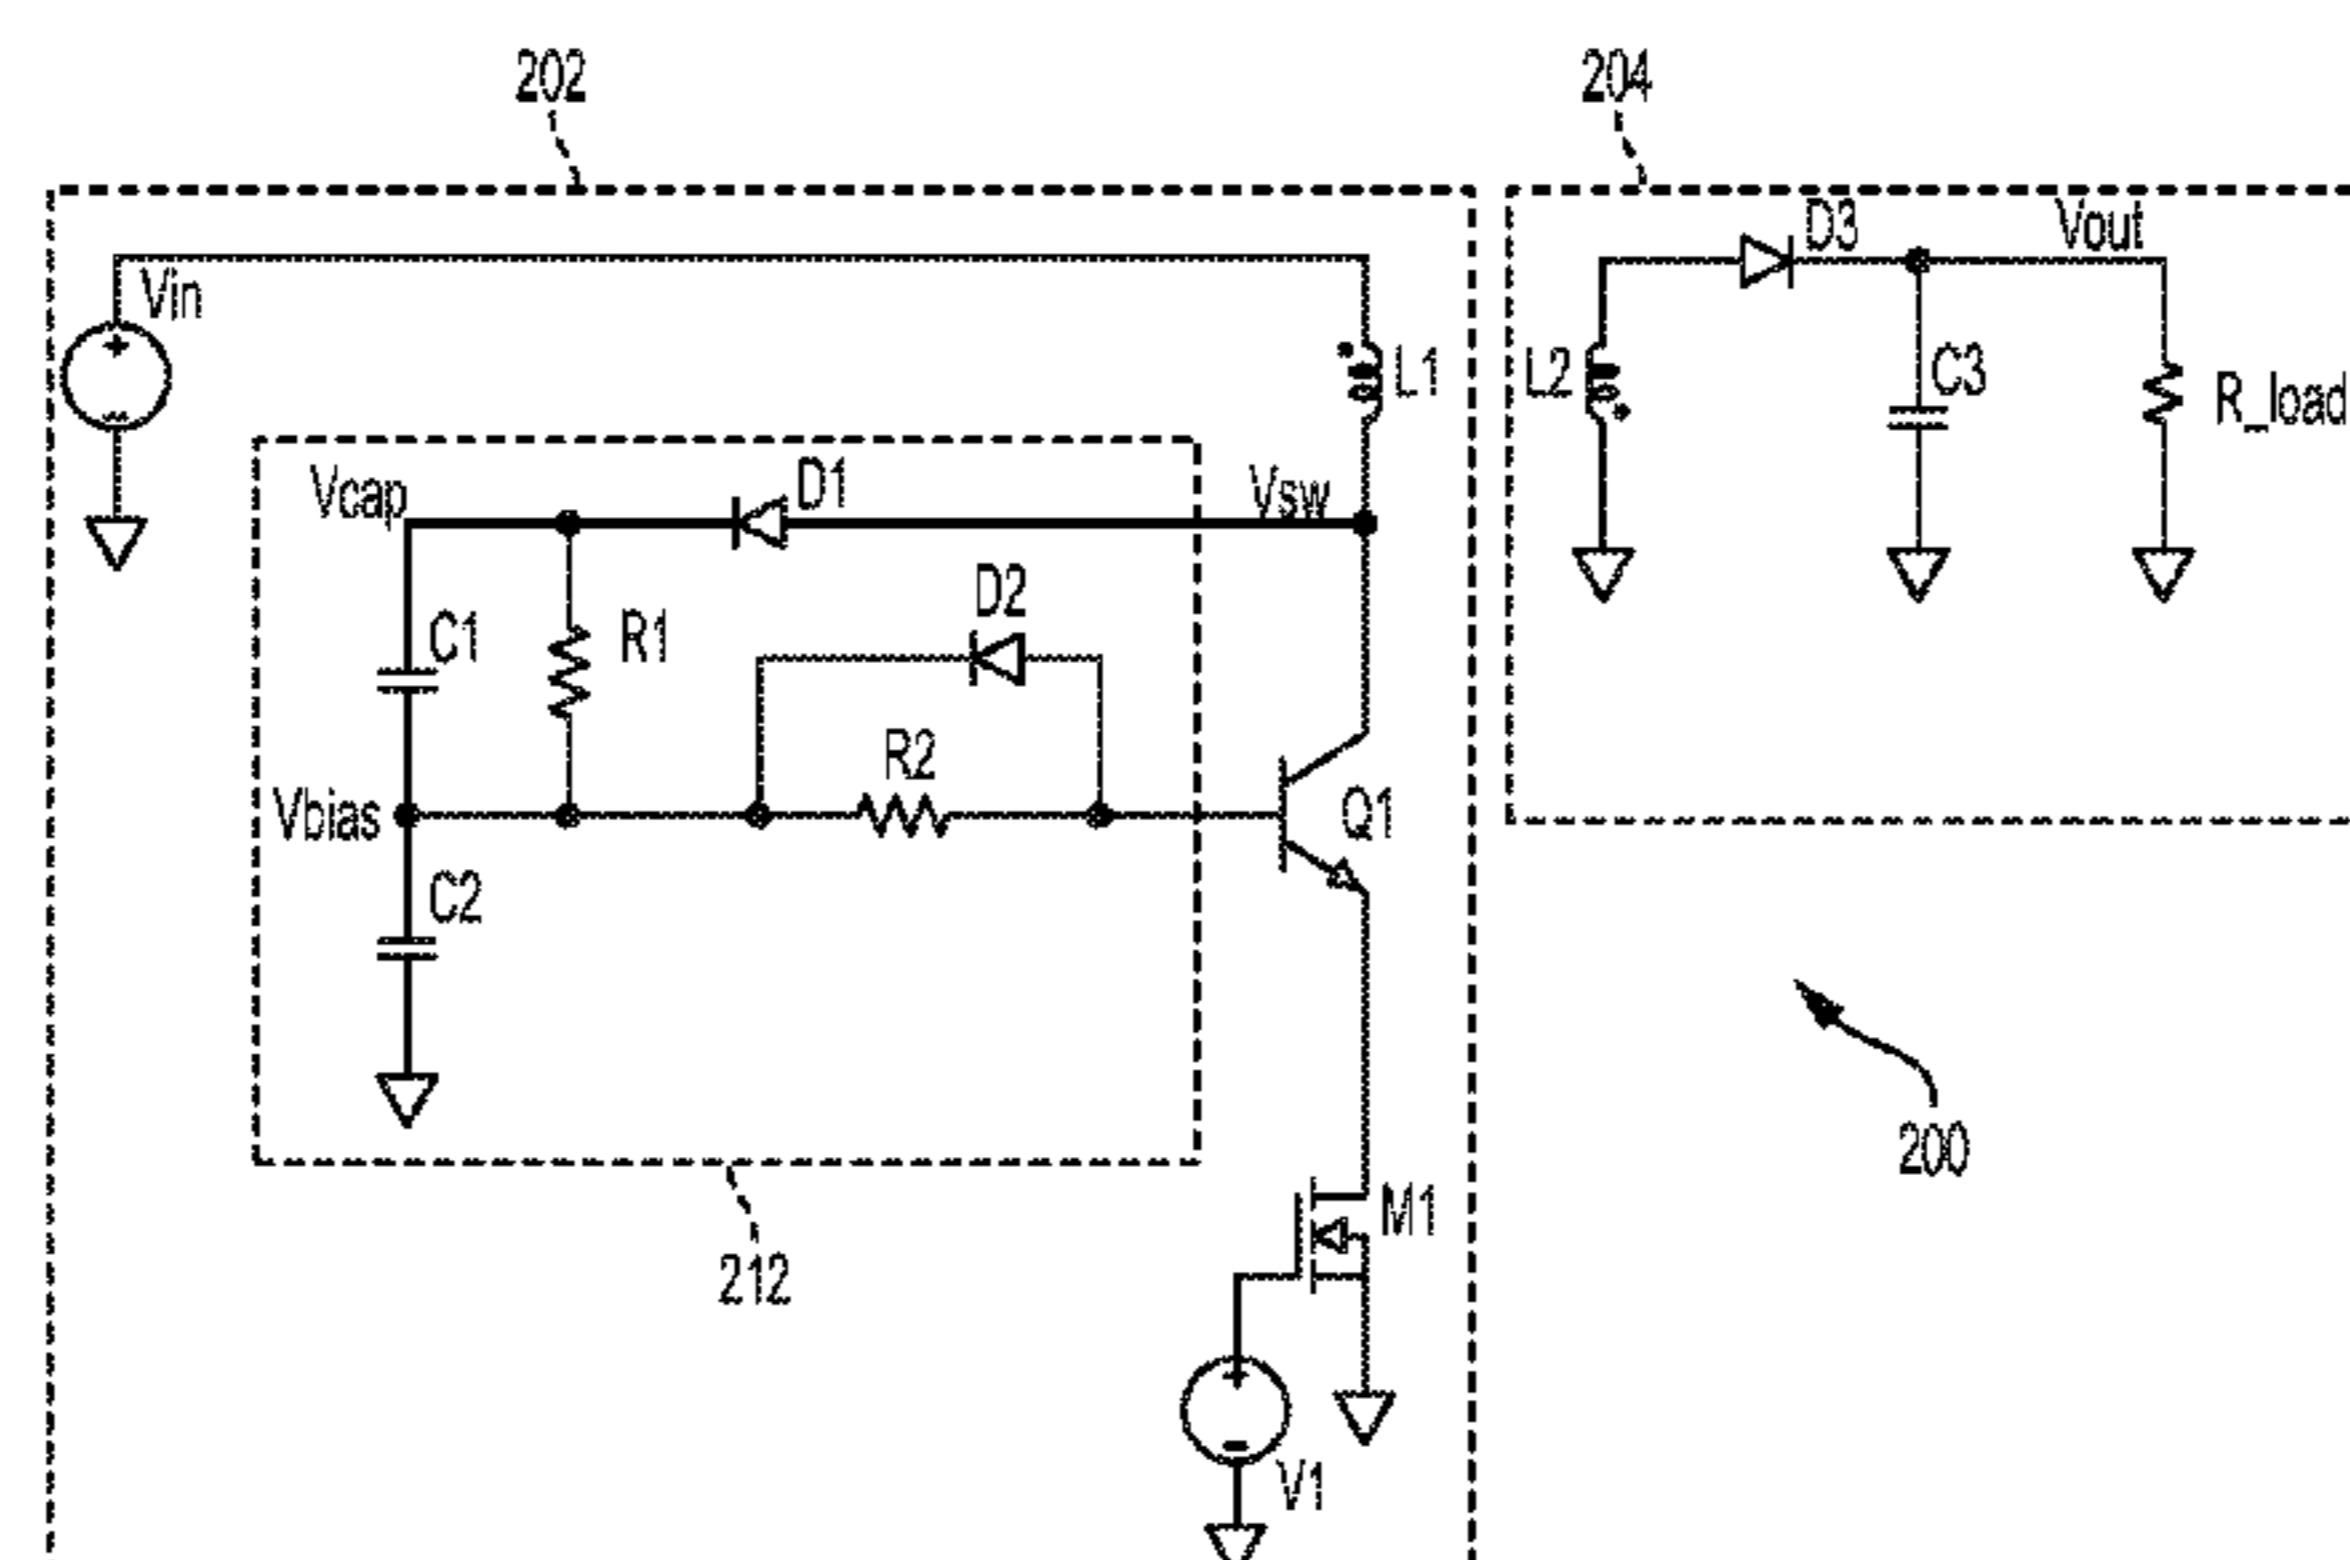 202
204
D3
Vout
Vin
L1
L2
C3
R_load
Vcap
D1
Vsw
D2
C1
R1
R2
Vbias
Q1
C2
200
M1
212
V1